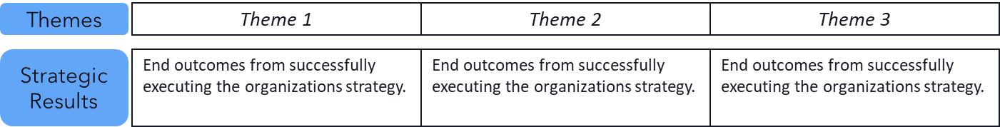 Themes
Theme 1
Theme 2
Theme 3
Strategic
Results
End outcomes from successfully
executing the organizations strategy.
End outcomes from successfully
executing the organizations strategy.
End outcomes from successfully
executing the organizations strategy.